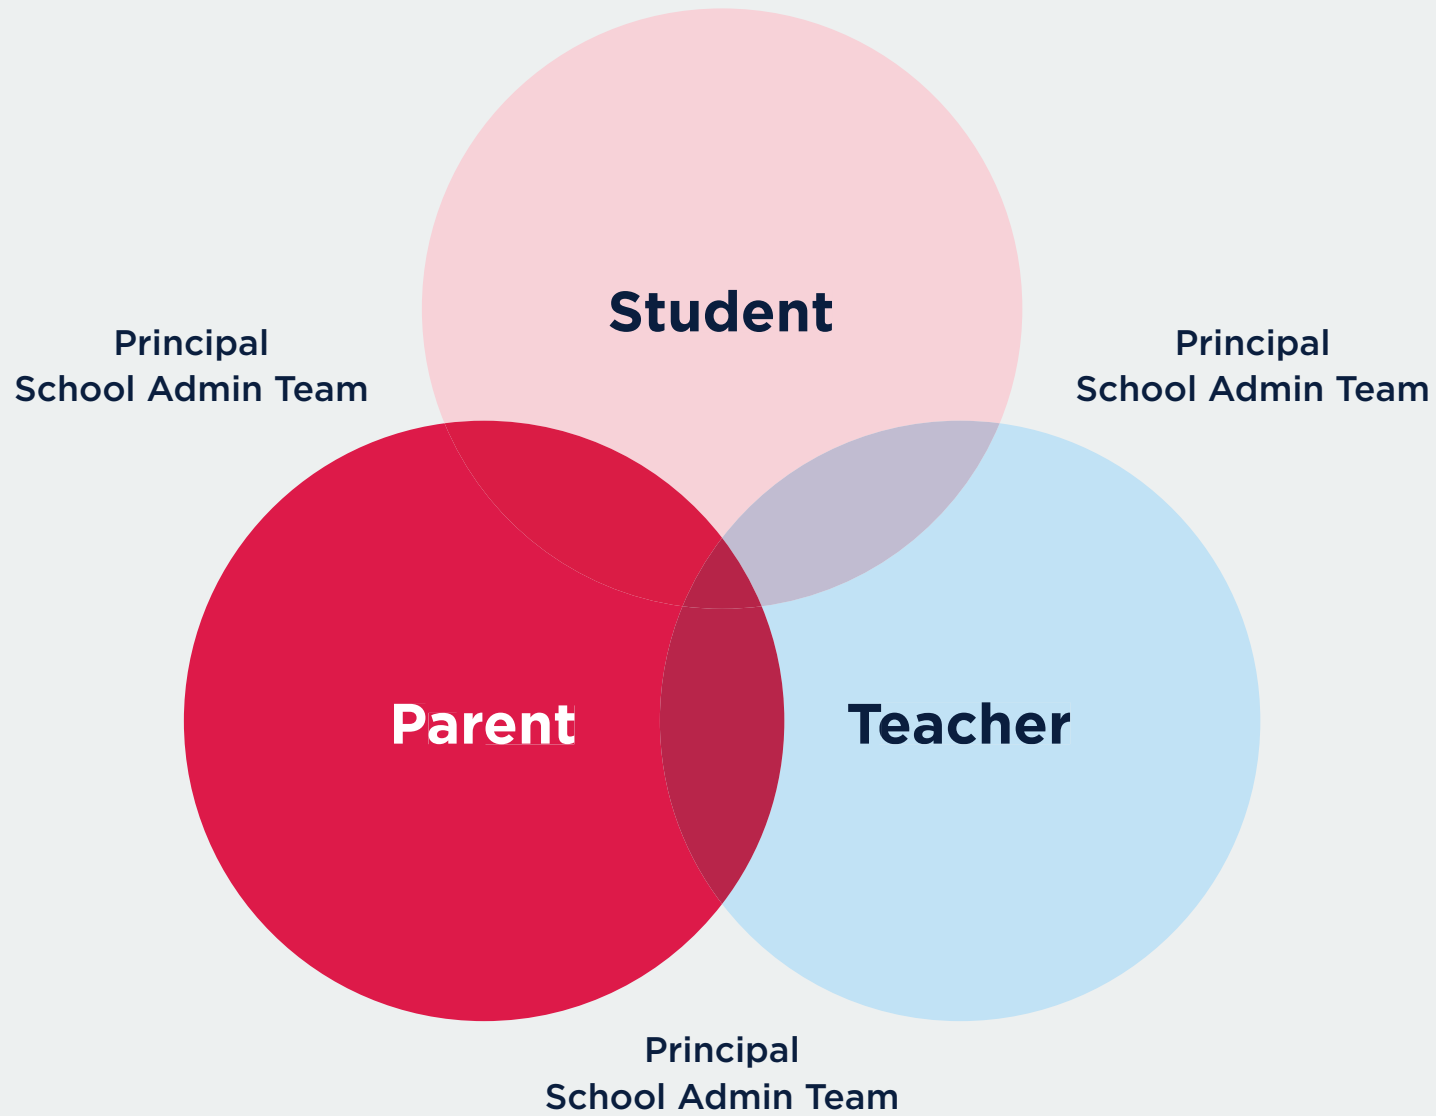 Student
Principal
School Admin Team
Principal
School Admin Team
Parent
Teacher
Principal
School Admin Team